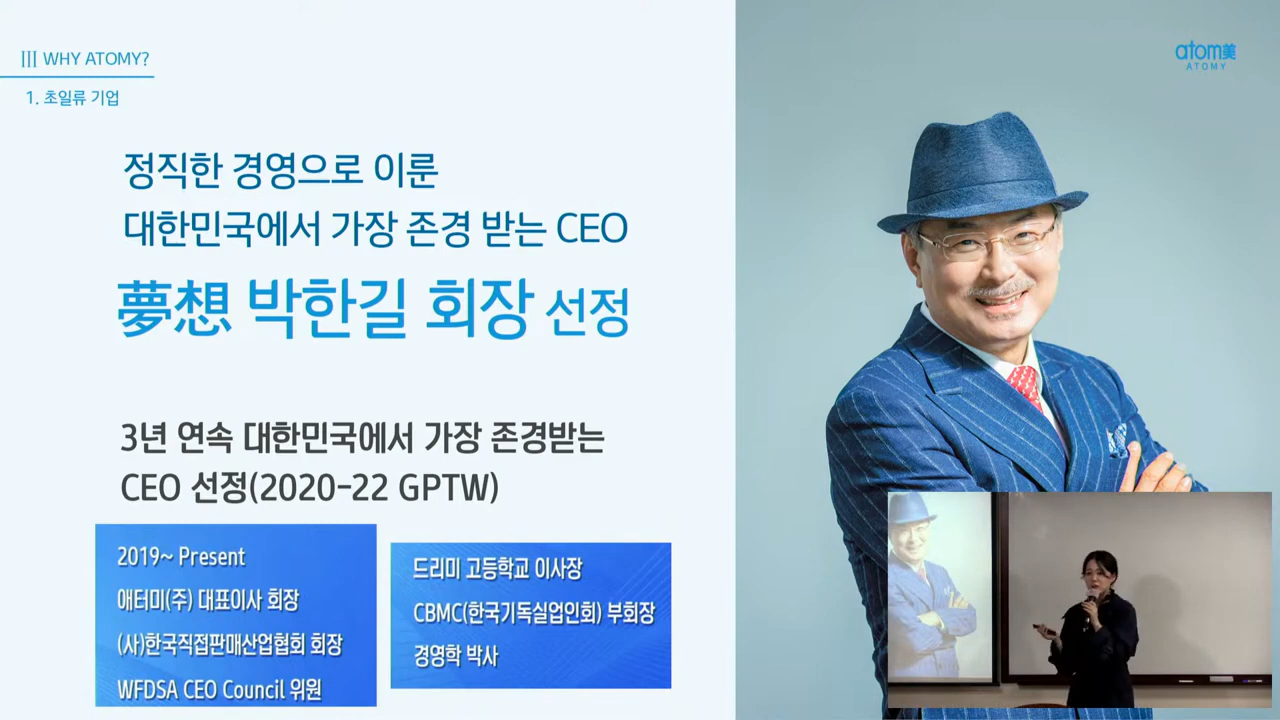 WHY ATOMY?
1. 초일류 기업
atom美
ATOMY
정직한 경영으로 이룬
대한민국에서 가장 존경 받는 CEO
夢想 박한길 회장 선정
3년 연속 대한민국에서 가장 존경받는
CEO 선정(2020-22 GPTW)
2019~ Present
애터미(주) 대표이사 회장
(사)한국직접판매산업협회 회장
WFDSA CEO Council 위원
드리미 고등학교 이사장
CBMC(한국기독실업인회) 부회장
경영학 박사